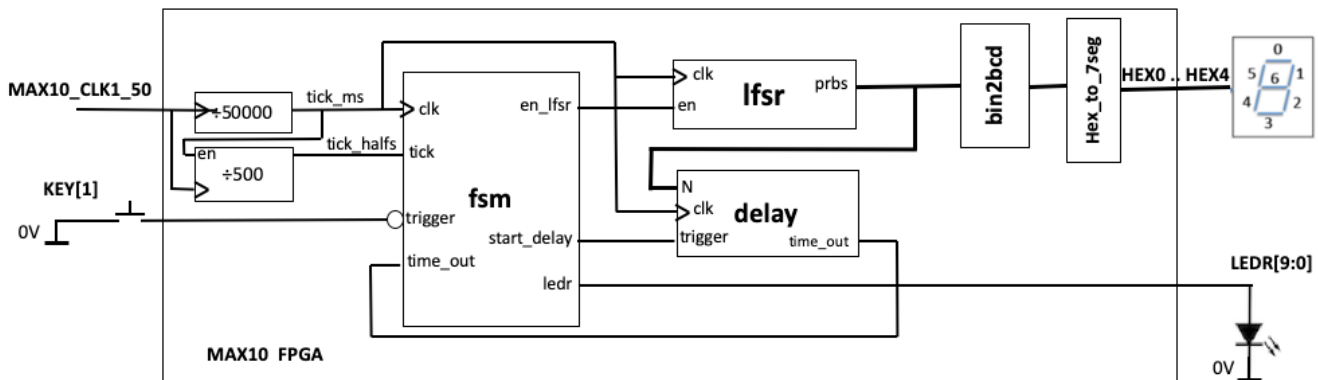 MAX10_CLK1_50
÷50000
tick_ms
en
÷500
tick_halfs
KEY[1]
0V
clk
tick
trigger
time_out
fsm
en_lfsr
start_delay
ledr
clk
en
lfsr
prbs
N
clk
trigger
delay
time_out
bin2bcd
Hex_to_7seg
HEX0 .. HEX4
0
5 6 1
4 2
3
LEDR[9:0]
0V
MAX10 FPGA